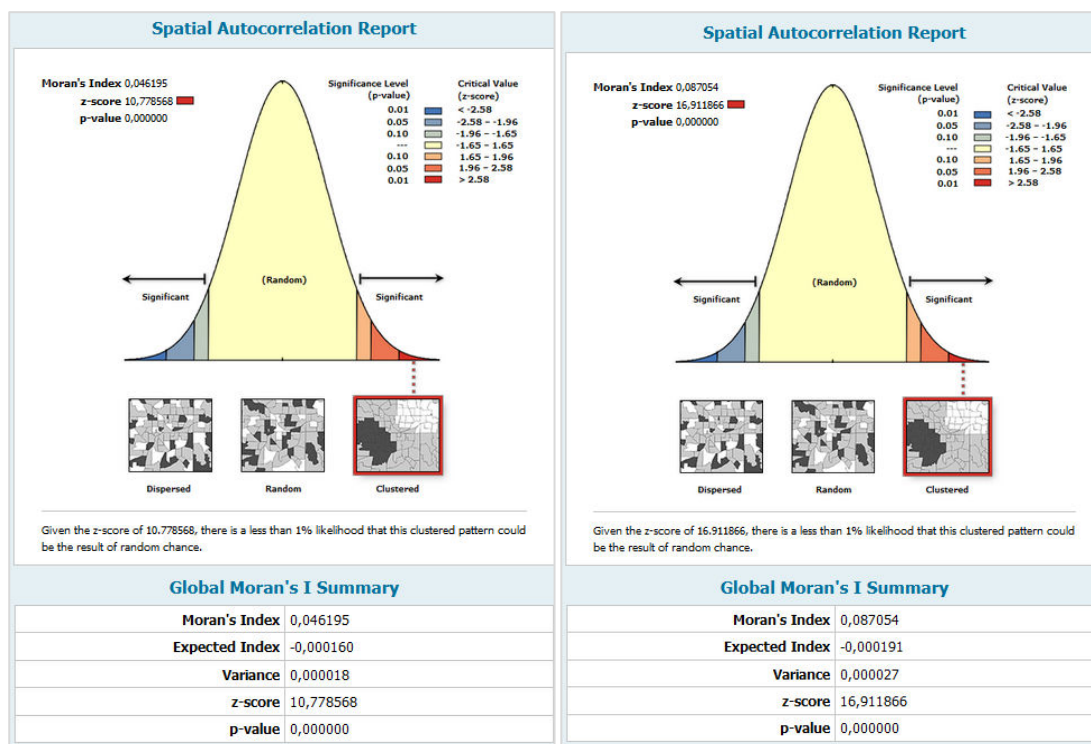 Spatial Autocorrelation Report
Moran's Index 0,046195
z-score 10,778568
p-value 0,000000
Significance Level
(p-value)
Critical Value
(z-score)
0.01 < -2.58
0.05 -2.58 – -1.96
0.10 -1.96 – -1.65
--- -1.65 – 1.65
0.10 1.65 – 1.96
0.05 1.96 – 2.58
0.01 > 2.58
Significant
(Random)
Significant
Dispersed
Random
Clustered
Given the z-score of 10.778568, there is a less than 1% likelihood that this clustered pattern could
be the result of random chance.
Global Moran's I Summary
Moran's Index 0,046195
Expected Index -0,000160
Variance 0,000018
z-score 10,778568
p-value 0,000000
Spatial Autocorrelation Report
Moran's Index 0,087054
z-score 16,911866
p-value 0,000000
Significance Level
(p-value)
Critical Value
(z-score)
0.01 < -2.58
0.05 -2.58 – -1.96
0.10 -1.96 – -1.65
--- -1.65 – 1.65
0.10 1.65 – 1.96
0.05 1.96 – 2.58
0.01 > 2.58
Significant
(Random)
Significant
Dispersed
Random
Clustered
Given the z-score of 16.911866, there is a less than 1% likelihood that this clustered pattern could
be the result of random chance.
Global Moran's I Summary
Moran's Index 0,087054
Expected Index -0,000191
Variance 0,000027
z-score 16,911866
p-value 0,000000